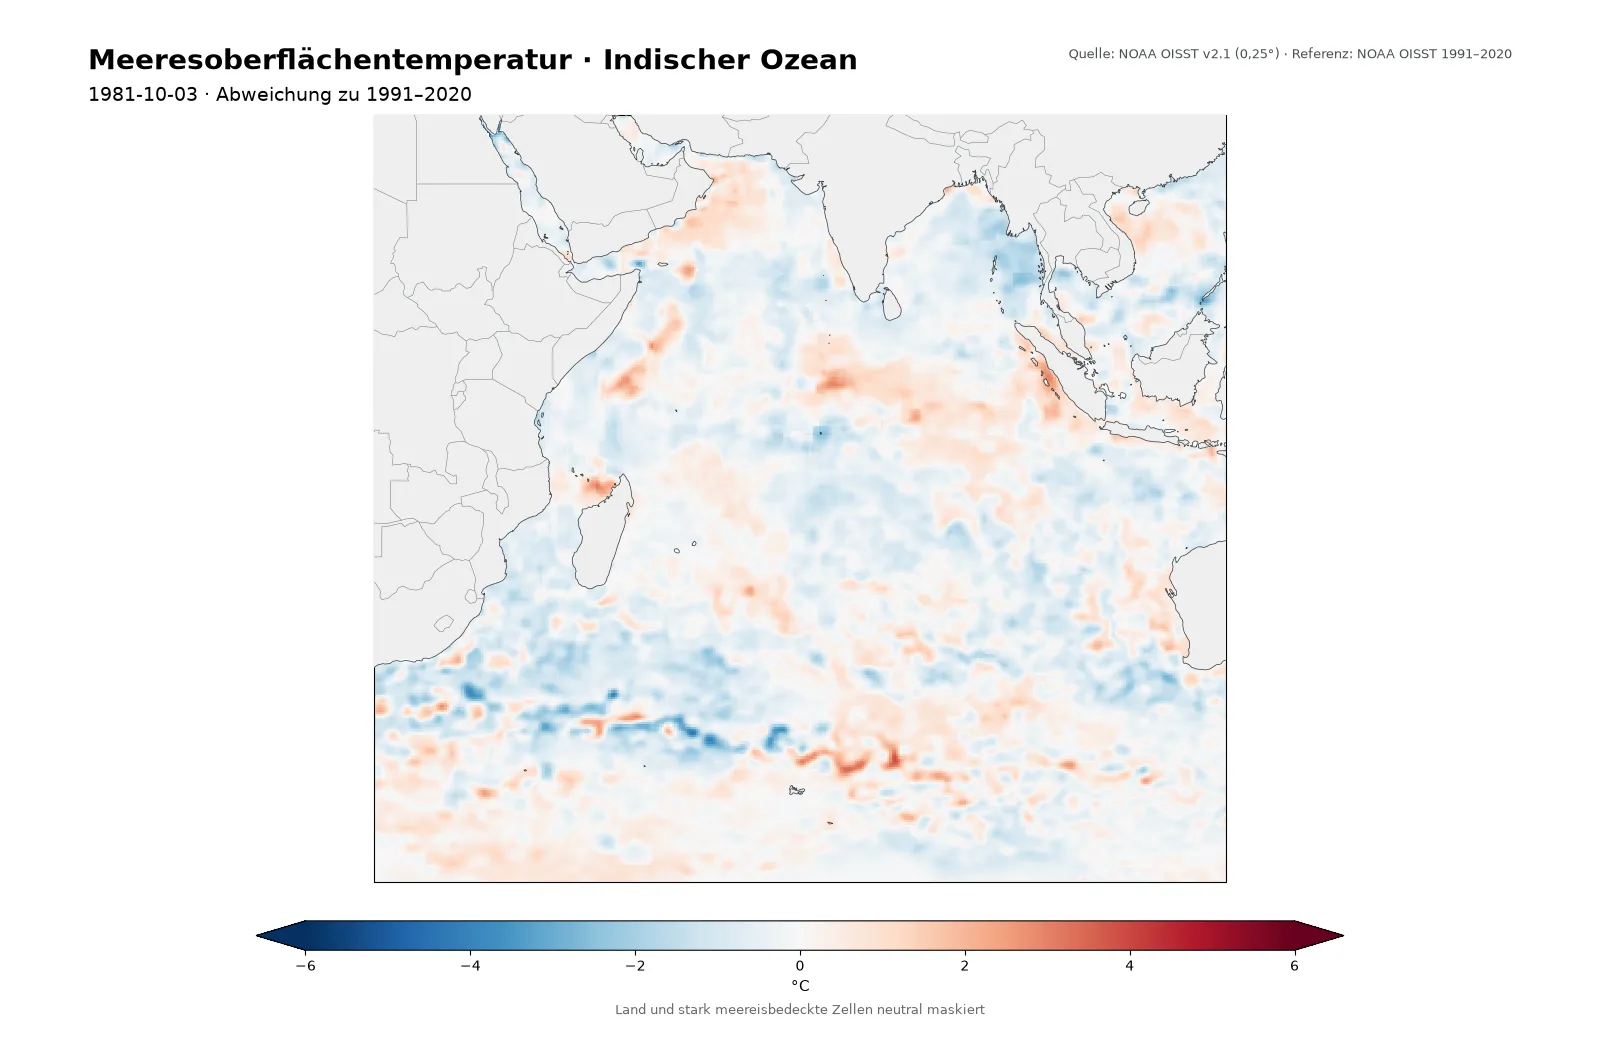 Meeresoberflächentemperatur · Indischer Ozean
Quelle: NOAA OISST v2.1 (0,25°) · Referenz: NOAA OISST 1991–2020
1981-10-03 · Abweichung zu 1991–2020
−6 −4 −2 0 2 4 6
°C
Land und stark meereisbedeckte Zellen neutral maskiert